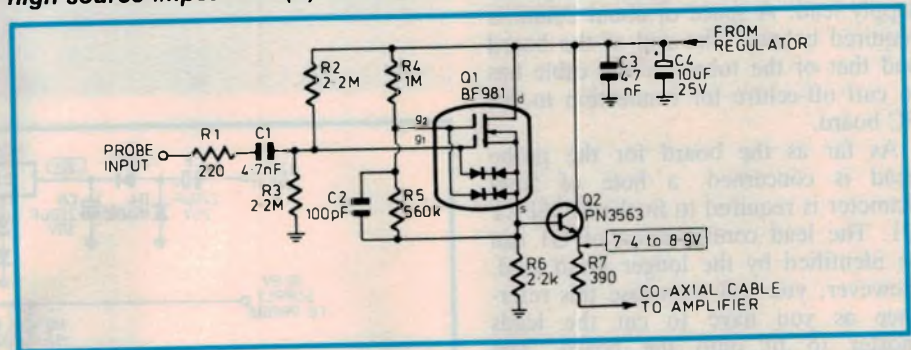 high source impedance (s)
FROM
REGULATOR
R2
2·2M
R4
1M
Q1
BF981
C3
4·7
nF
C4
10uF
25V
d
g2
g1
PROBE
INPUT
R1
220
C1
4·7nF
R3
2·2M
C2
100pF
R5
560k
s
Q2
PN3563
7·4 to 8·9V
R6
2·2k
R7
390
CO-AXIAL CABLE
TO AMPLIFIER